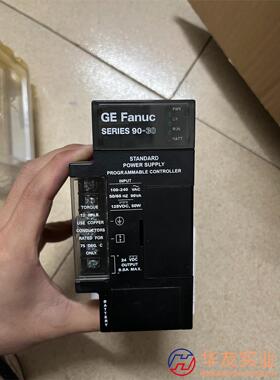 GE Fanuc
SERIES 90-30
PWR
OK
RUN
BATT
STANDARD
POWER SUPPLY
PROGRAMMABLE CONTROLLER
INPUT
100-240 VAC
50/60 HZ 90VA
125VDC, 50W
TORQUE
12 IN-LB.
USE COPPER
CONDUCTORS
RATED FOR
75 DEG. C
ONLY
24 VDC
OUTPUT
0.8A MAX.
BATTERY
华友实业